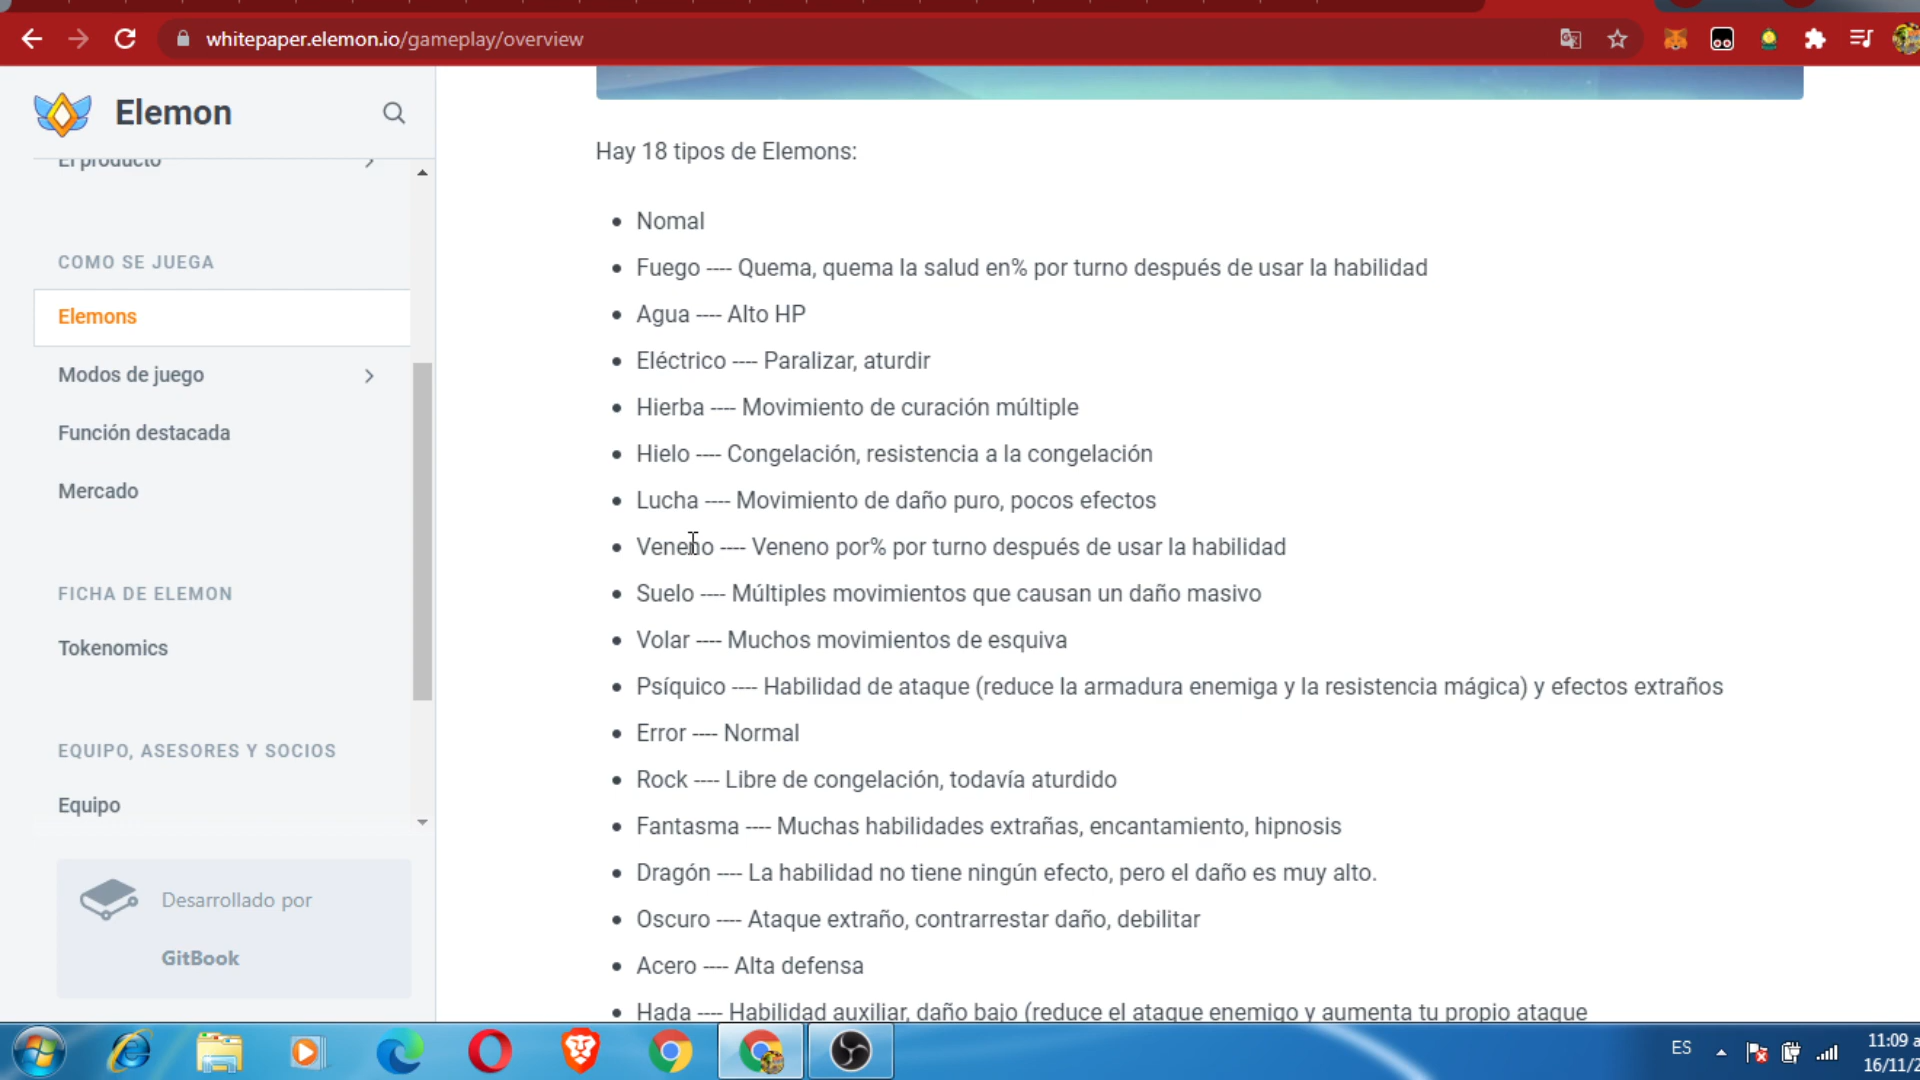 whitepaper.elemon.io/gameplay/overview
Elemon
El producto
COMO SE JUEGA
Elemons
Modos de juego
Función destacada
Mercado
FICHA DE ELEMON
Tokenomics
EQUIPO, ASESORES Y SOCIOS
Equipo
Desarrollado por
GitBook
Hay 18 tipos de Elemons:
Nomal
Fuego ---- Quema, quema la salud en% por turno después de usar la habilidad
Agua ---- Alto HP
Eléctrico ---- Paralizar, aturdir
Hierba ---- Movimiento de curación múltiple
Hielo ---- Congelación, resistencia a la congelación
Lucha ---- Movimiento de daño puro, pocos efectos
Veneno ---- Veneno por% por turno después de usar la habilidad
Suelo ---- Múltiples movimientos que causan un daño masivo
Volar ---- Muchos movimientos de esquiva
Psíquico ---- Habilidad de ataque (reduce la armadura enemiga y la resistencia mágica) y efectos extraños
Error ---- Normal
Rock ---- Libre de congelación, todavía aturdido
Fantasma ---- Muchas habilidades extrañas, encantamiento, hipnosis
Dragón ---- La habilidad no tiene ningún efecto, pero el daño es muy alto.
Oscuro ---- Ataque extraño, contrarrestar daño, debilitar
Acero ---- Alta defensa
Hada ---- Habilidad auxiliar, daño bajo (reduce el ataque enemigo y aumenta tu propio ataque
ES
11:09 a
16/11/2